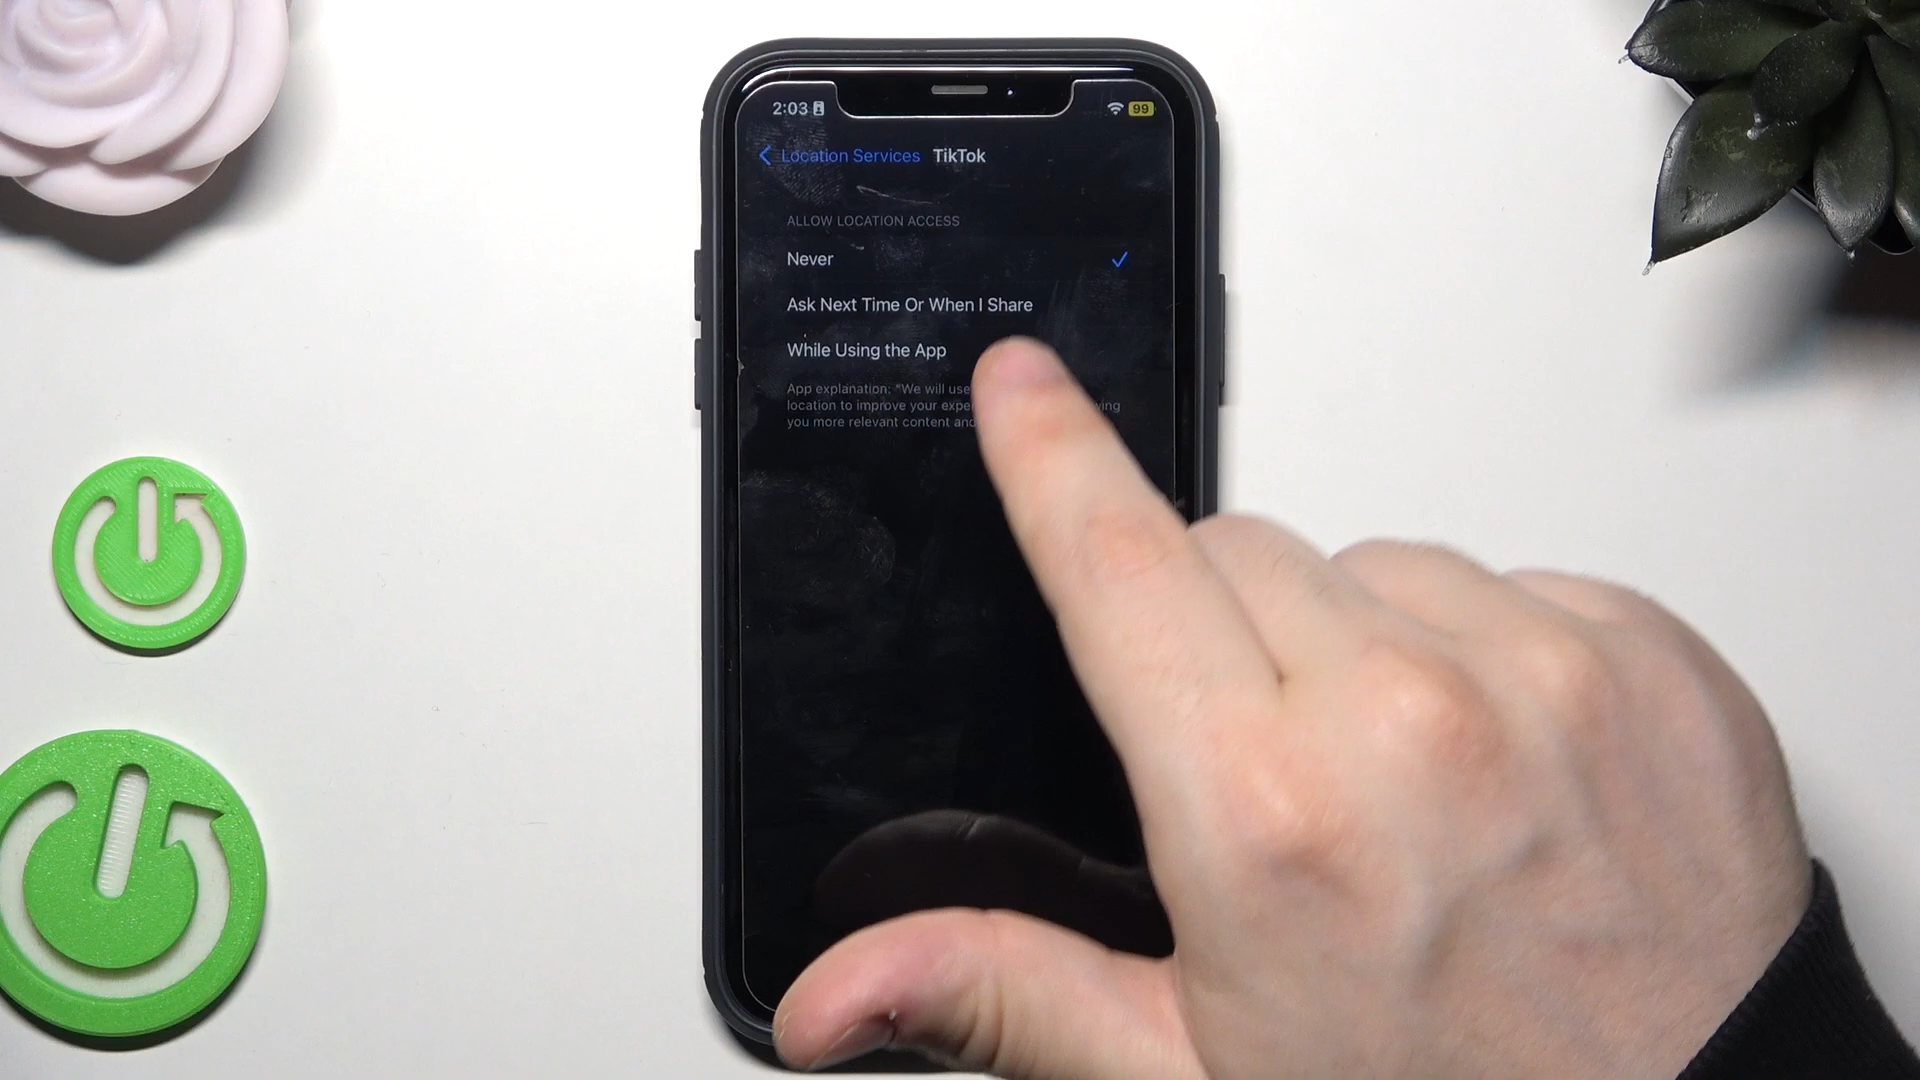 2:03
99
Location Services TikTok
ALLOW LOCATION ACCESS
Never
Ask Next Time Or When I Share
While Using the App
App explanation: "We will use
location to improve your
you more relevant content and